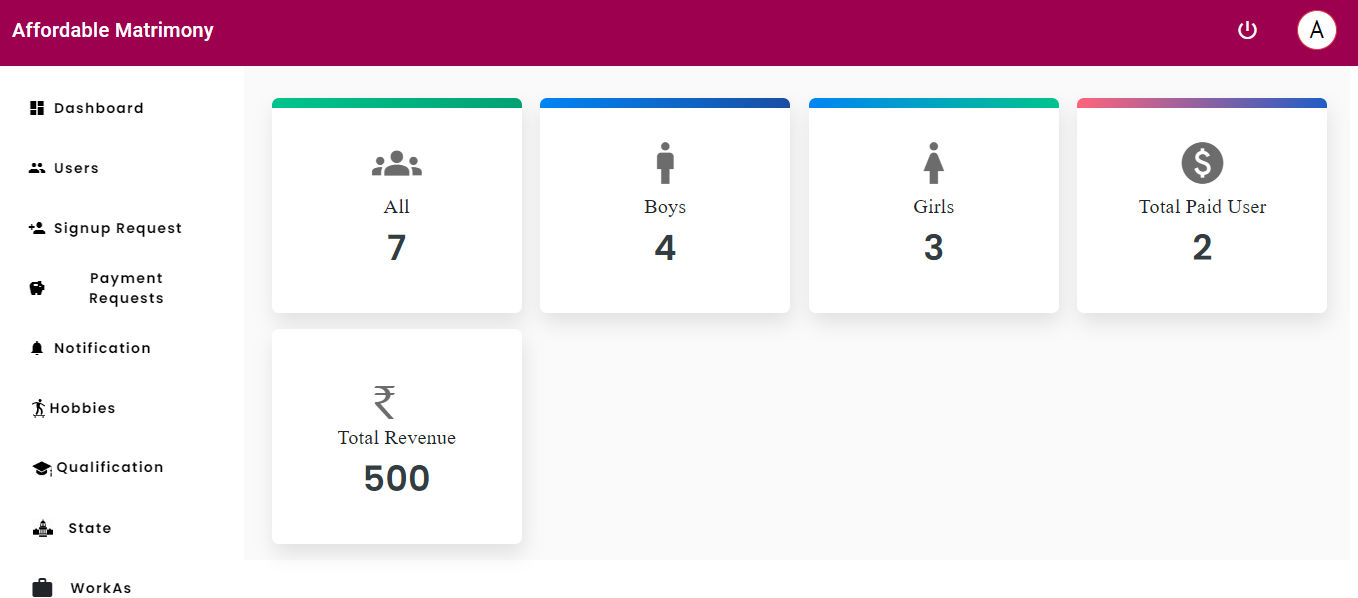 Affordable Matrimony
A
Dashboard
Users
Signup Request
Payment
Requests
Notification
Hobbies
Qualification
State
WorkAs
All
7
Boys
4
Girls
3
Total Paid User
2
Total Revenue
500